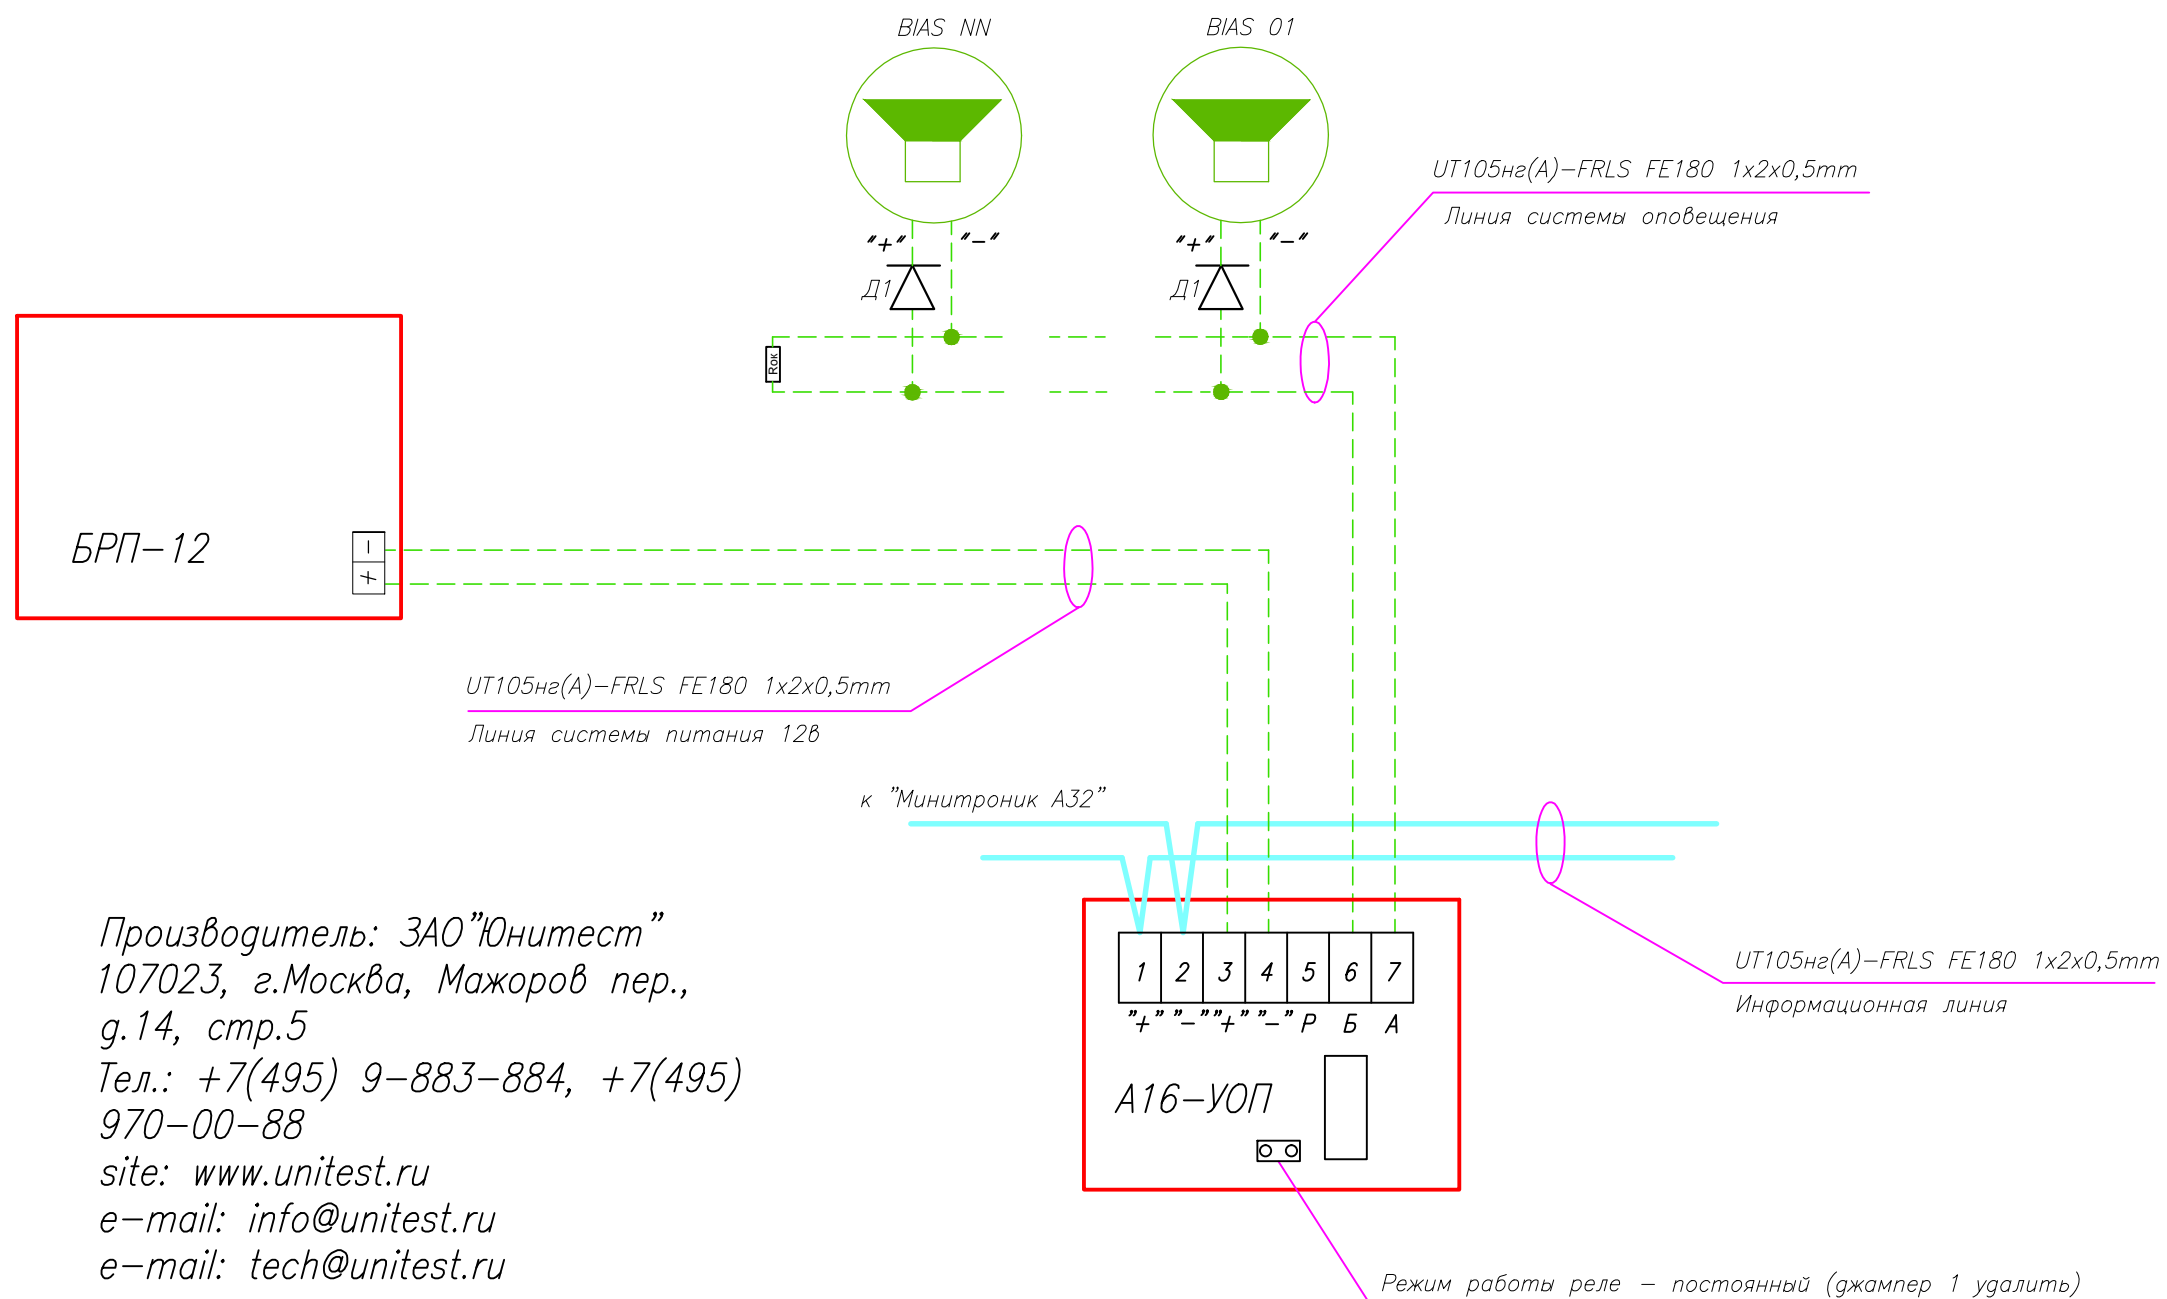 BIAS NN
BIAS 01
UT105нг(А)-FRLS FE180 1x2x0,5mm
Линия системы оповещения
"+" "-"
"+" "-"
Д1
Д1
Rок
БРП-12
-
+
UT105нг(А)-FRLS FE180 1x2x0,5mm
Линия системы питания 12в
к "Минитроник А32"
Производитель: ЗАО"Юнитест"
107023, г.Москва, Мажоров пер.,
д.14, стр.5
Тел.: +7(495) 9-883-884, +7(495)
970-00-88
site: www.unitest.ru
e-mail: info@unitest.ru
e-mail: tech@unitest.ru
UT105нг(А)-FRLS FE180 1x2x0,5mm
Информационная линия
1 2 3 4 5 6 7
"+" "-" "+" "-" Р Б А
А16-УОП
Режим работы реле - постоянный (джампер 1 удалить)